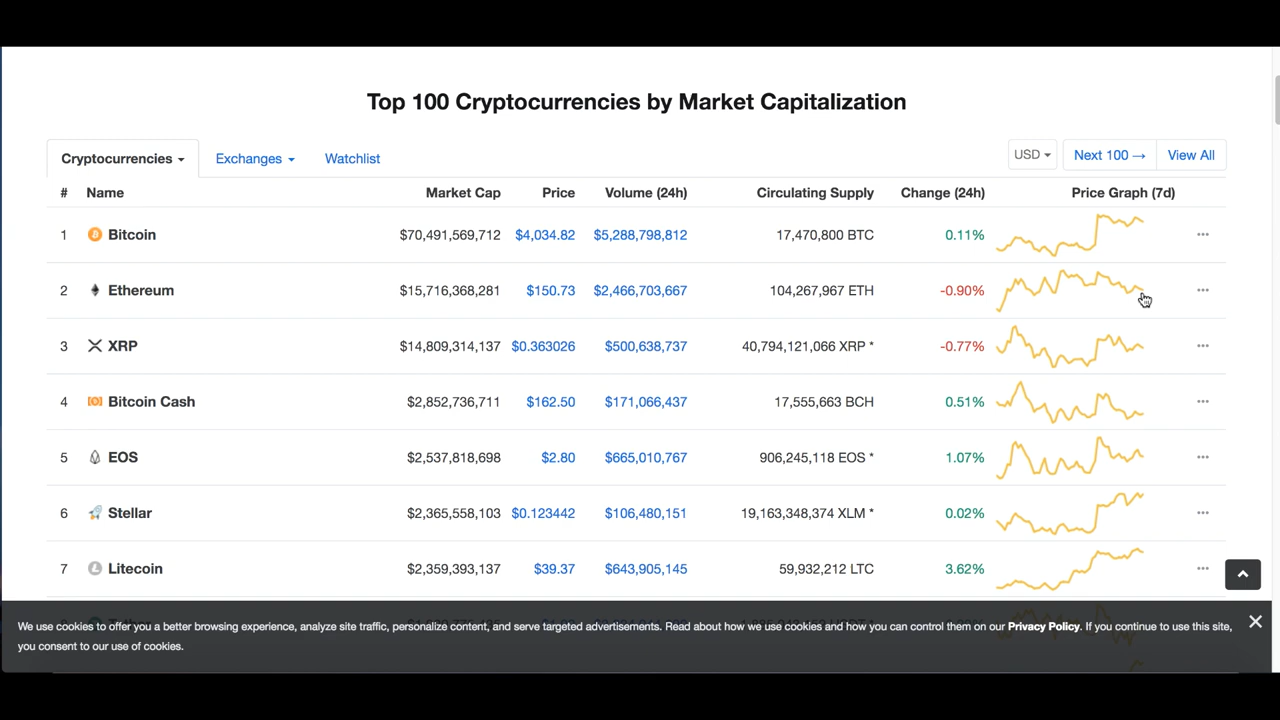 Top 100 Cryptocurrencies by Market Capitalization
Cryptocurrencies Exchanges Watchlist USD Next 100 → View All
# Name Market Cap Price Volume (24h) Circulating Supply Change (24h) Price Graph (7d)
1 Bitcoin $70,491,569,712 $4,034.82 $5,288,798,812 17,470,800 BTC 0.11%
2 Ethereum $15,716,368,281 $150.73 $2,466,703,667 104,267,967 ETH -0.90%
3 XRP $14,809,314,137 $0.363026 $500,638,737 40,794,121,066 XRP * -0.77%
4 Bitcoin Cash $2,852,736,711 $162.50 $171,066,437 17,555,663 BCH 0.51%
5 EOS $2,537,818,698 $2.80 $665,010,767 906,245,118 EOS * 1.07%
6 Stellar $2,365,558,103 $0.123442 $106,480,151 19,163,348,374 XLM * 0.02%
7 Litecoin $2,359,393,137 $39.37 $643,905,145 59,932,212 LTC 3.62%
We use cookies to offer you a better browsing experience, analyze site traffic, personalize content, and serve targeted advertisements. Read about how we use cookies and how you can control them on our Privacy Policy. If you continue to use this site,
you consent to our use of cookies.